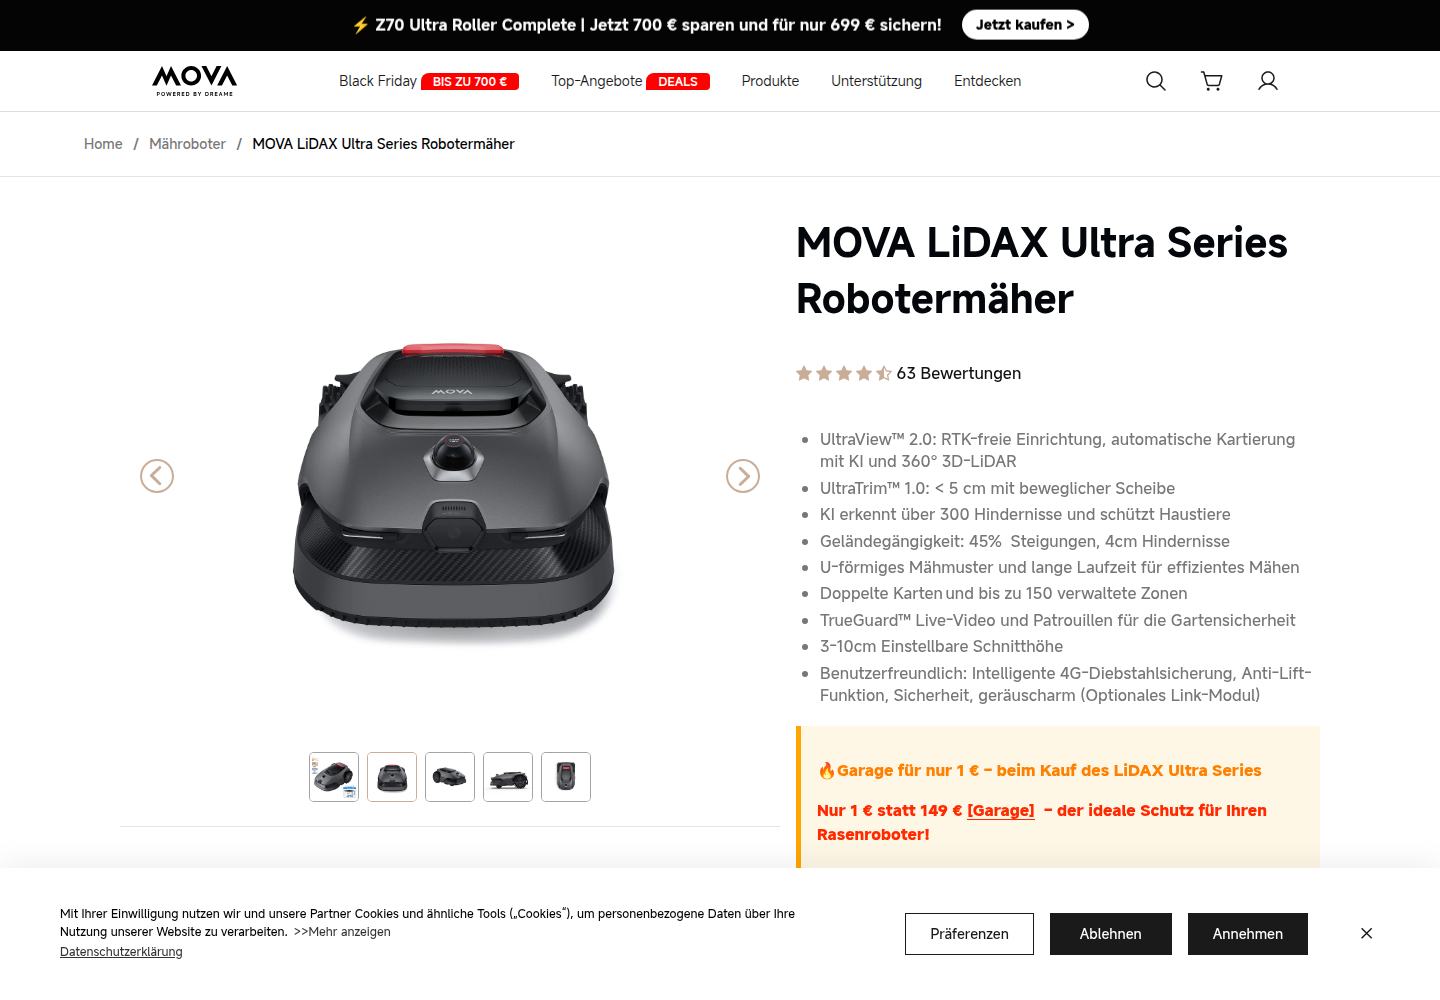 ⚡ Z70 Ultra Roller Complete | Jetzt 700 € sparen und für nur 699 € sichern! Jetzt kaufen >
MOVA
POWERED BY DREAME
Black Friday BIS ZU 700 € Top-Angebote DEALS Produkte Unterstützung Entdecken
Home / Mähroboter / MOVA LiDAX Ultra Series Robotermäher
MOVA
MOVA LiDAX Ultra Series
Robotermäher
63 Bewertungen
• UltraView™ 2.0: RTK-freie Einrichtung, automatische Kartierung
mit KI und 360° 3D-LiDAR
• UltraTrim™ 1.0: < 5 cm mit beweglicher Scheibe
• KI erkennt über 300 Hindernisse und schützt Haustiere
• Geländegängigkeit: 45% Steigungen, 4cm Hindernisse
• U-förmiges Mähmuster und lange Laufzeit für effizientes Mähen
• Doppelte Karten und bis zu 150 verwaltete Zonen
• TrueGuard™ Live-Video und Patrouillen für die Gartensicherheit
• 3-10cm Einstellbare Schnitthöhe
• Benutzerfreundlich: Intelligente 4G-Diebstahlsicherung, Anti-Lift-
Funktion, Sicherheit, geräuscharm (Optionales Link-Modul)
🔥Garage für nur 1 € – beim Kauf des LiDAX Ultra Series
Nur 1 € statt 149 € [Garage] – der ideale Schutz für Ihren
Rasenroboter!
Mit Ihrer Einwilligung nutzen wir und unsere Partner Cookies und ähnliche Tools („Cookies“), um personenbezogene Daten über Ihre
Nutzung unserer Website zu verarbeiten. >>Mehr anzeigen
Datenschutzerklärung
Präferenzen Ablehnen Annehmen ×